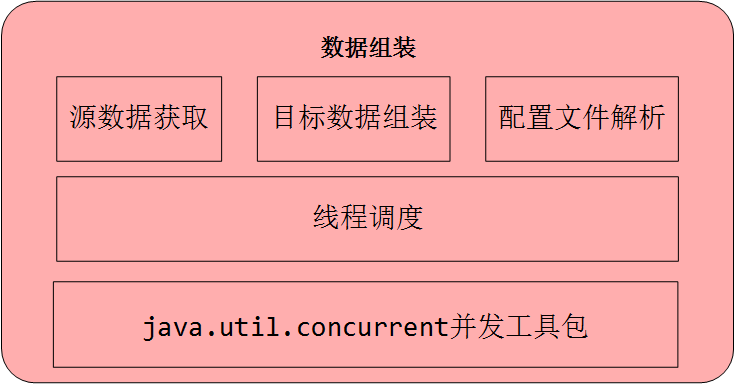 数据组装
源数据获取 目标数据组装 配置文件解析
线程调度
java.util.concurrent并发工具包